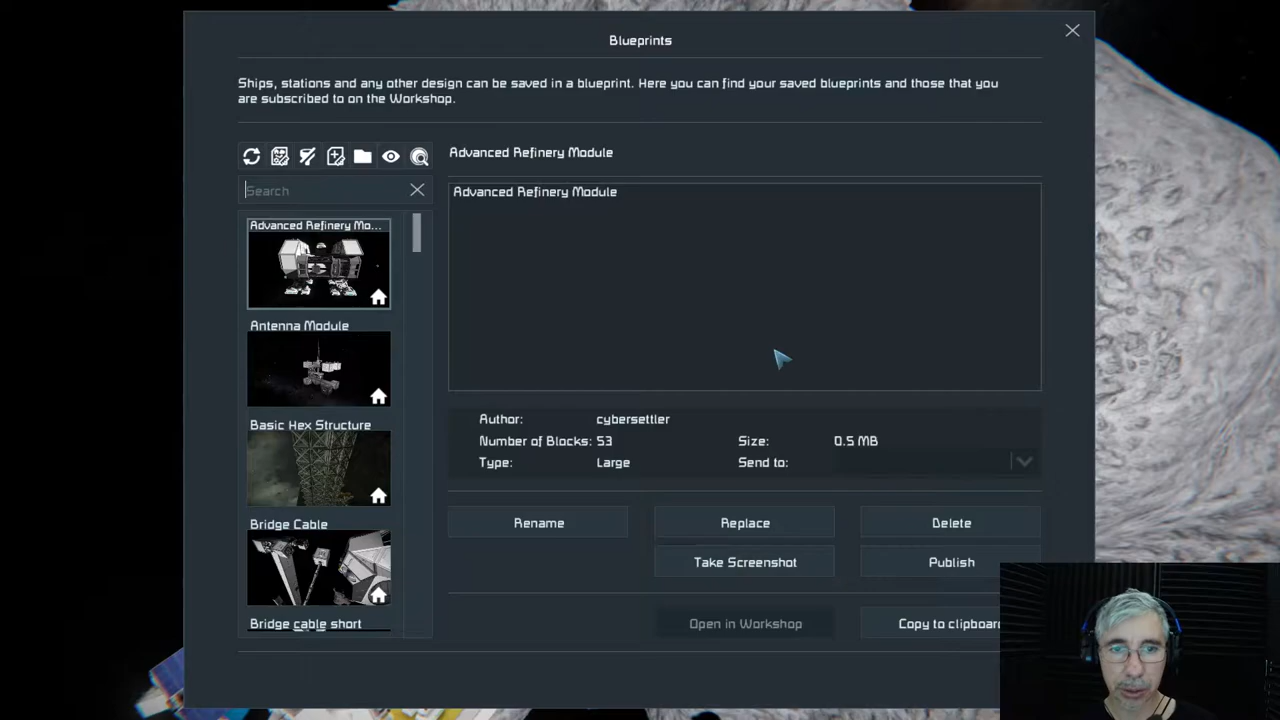 Blueprints
Ships, stations and any other design can be saved in a blueprint. Here you can find your saved blueprints and those that you
are subscribed to on the Workshop.
Advanced Refinery Module
Search
Advanced Refinery Module
Advanced Refinery Mo...
Antenna Module
Basic Hex Structure
Bridge Cable
Bridge cable short
Author: cybersettler
Number of Blocks: 53 Size: 0.5 MB
Type: Large Send to:
Rename Replace Delete
Take Screenshot Publish
Open in Workshop Copy to clipboard